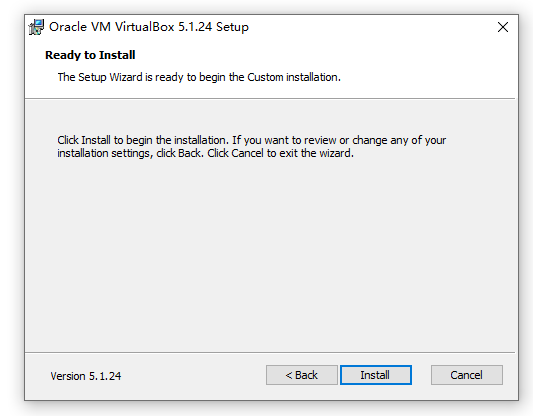 Oracle VM VirtualBox 5.1.24 Setup
Ready to Install
The Setup Wizard is ready to begin the Custom installation.
Click Install to begin the installation. If you want to review or change any of your
installation settings, click Back. Click Cancel to exit the wizard.
Version 5.1.24
< Back
Install
Cancel